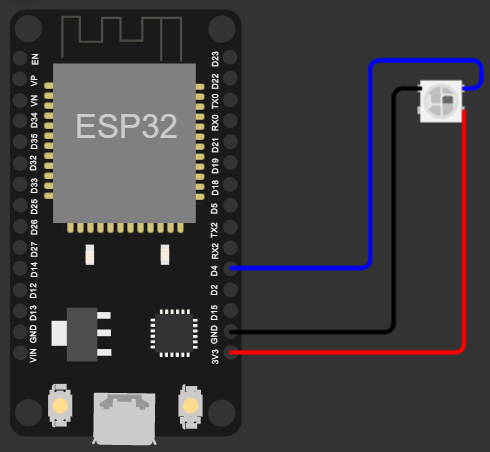 ESP32
EN
VP
VN
D34
D35
D32
D33
D25
D26
D27
D14
D12
D13
GND
VIN
D23
D22
TX0
RX0
D21
D19
D18
D5
TX2
RX2
D4
D2
D15
GND
3V3